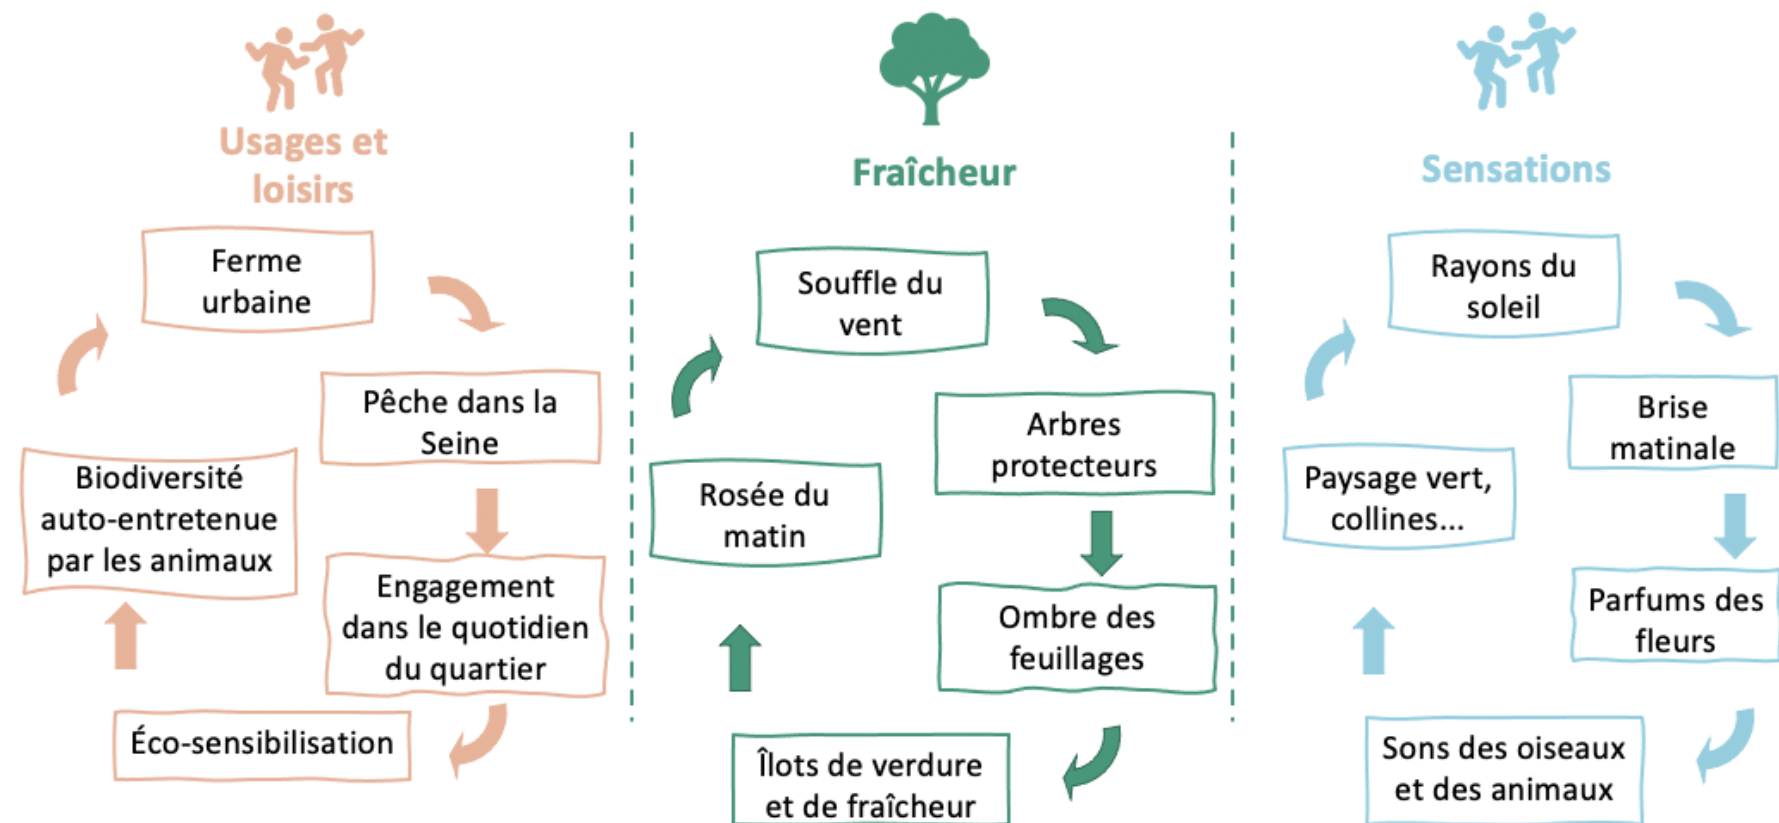 Usages et
loisirs
Ferme
urbaine
Pêche dans la
Seine
Engagement
dans le quotidien
du quartier
Éco-sensibilisation
Biodiversité
auto-entretenue
par les animaux
Fraîcheur
Souffle du
vent
Arbres
protecteurs
Ombre des
feuillages
Îlots de verdure
et de fraîcheur
Rosée du
matin
Sensations
Rayons du
soleil
Brise
matinale
Parfums des
fleurs
Sons des oiseaux
et des animaux
Paysage vert,
collines...